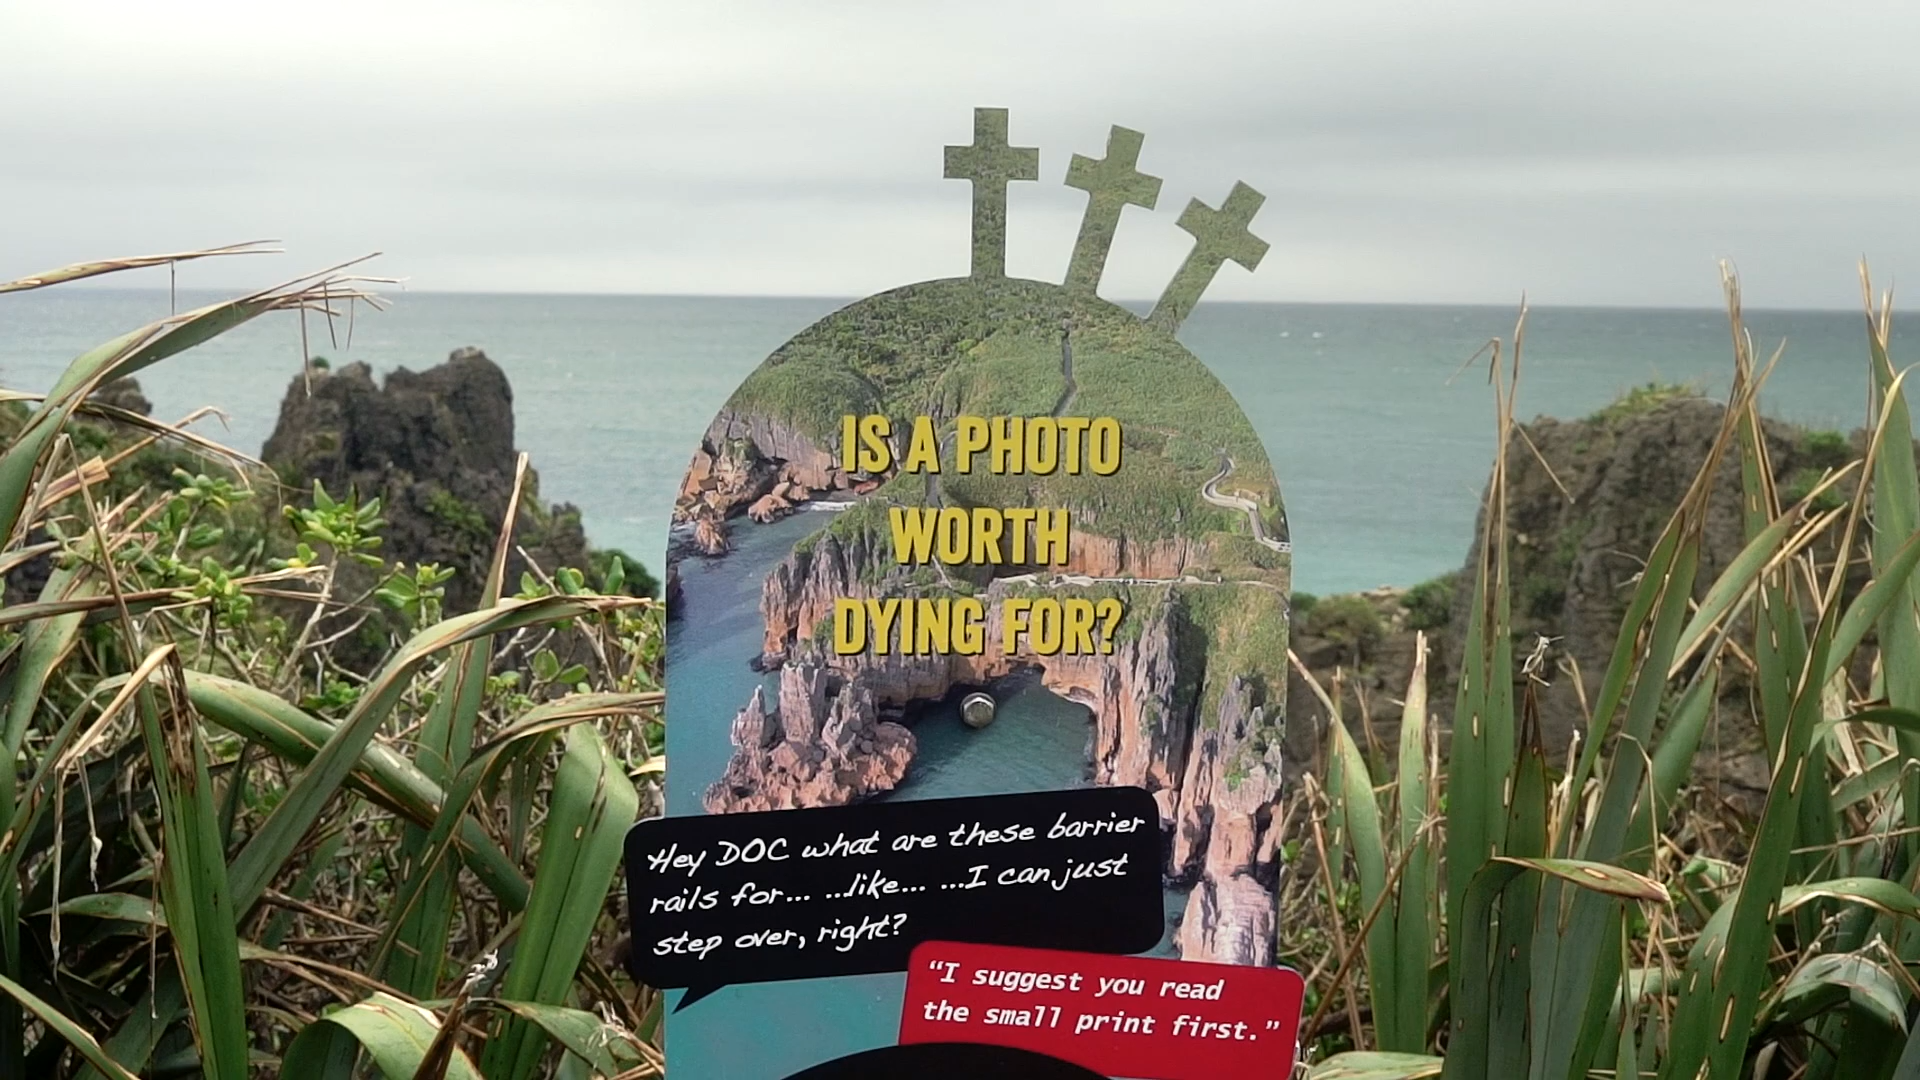 IS A PHOTO
WORTH
DYING FOR?
Hey DOC what are these barrier
rails for... ...like... ...I can just
step over, right?
“I suggest you read
the small print first.”